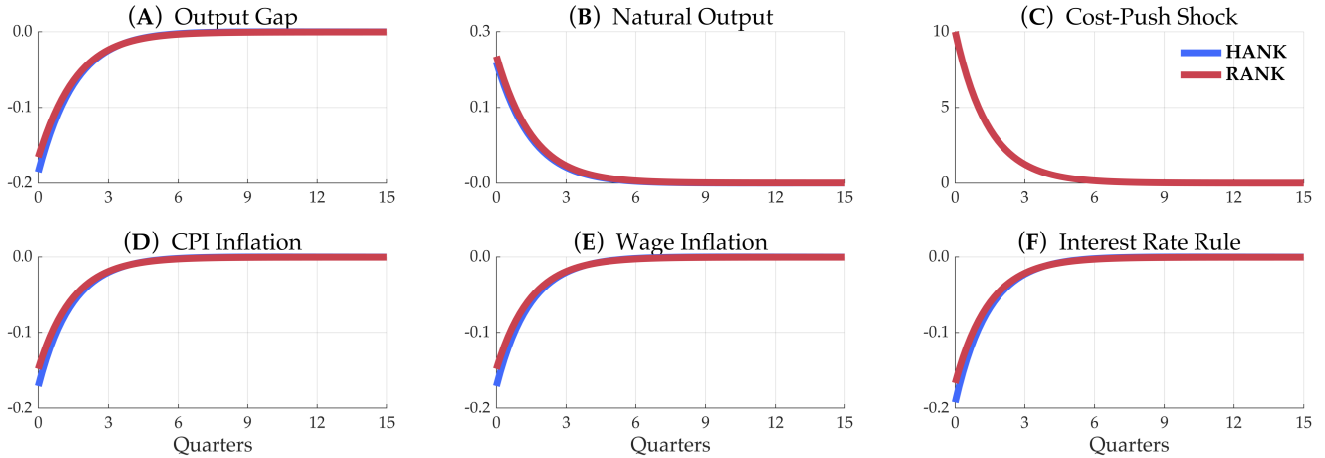 (A) Output Gap
0.0
-0.1
-0.2
0 3 6 9 12 15
(B) Natural Output
0.3
0.1
-0.0
0 3 6 9 12 15
(C) Cost-Push Shock
10
5
0
0 3 6 9 12 15
HANK
RANK
(D) CPI Inflation
0.0
-0.1
-0.2
0 3 6 9 12 15
Quarters
(E) Wage Inflation
0.0
-0.1
-0.2
0 3 6 9 12 15
Quarters
(F) Interest Rate Rule
0.0
-0.1
-0.2
0 3 6 9 12 15
Quarters